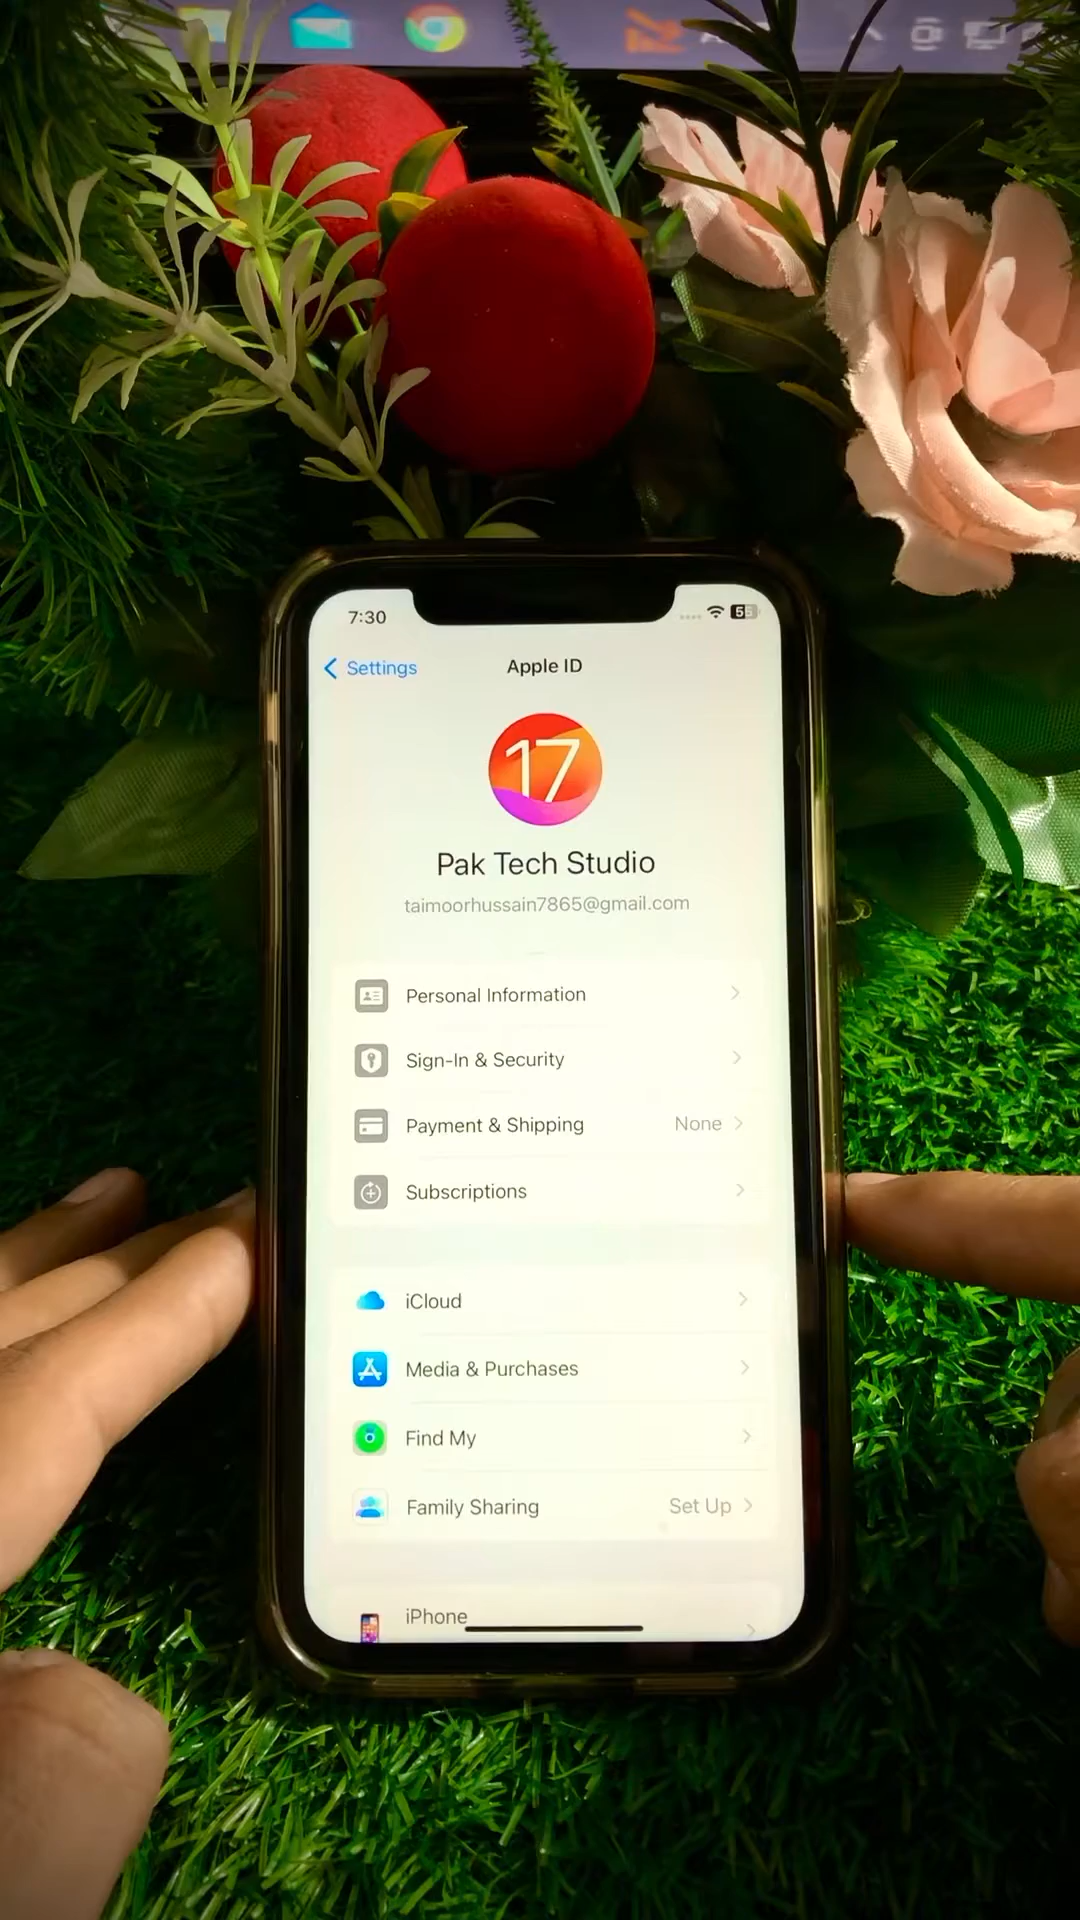 7:30
55
Settings
Apple ID
17
Pak Tech Studio
taimoorhussain7865@gmail.com
Personal Information
Sign-In & Security
Payment & Shipping None
Subscriptions
iCloud
Media & Purchases
Find My
Family Sharing Set Up
iPhone